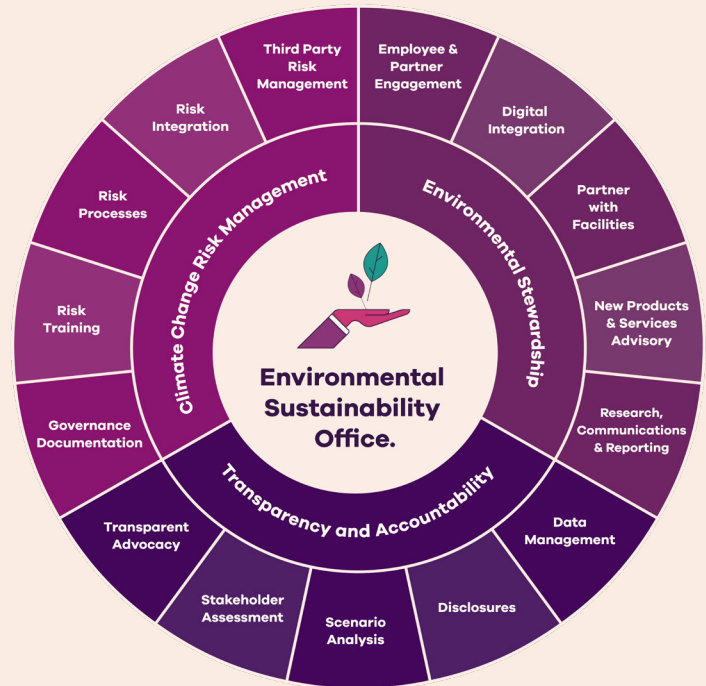 Third Party
Risk
Management
Employee &
Partner
Engagement
Digital
Integration
Partner
with
Facilities
New Products
& Services
Advisory
Research,
Communications
& Reporting
Data
Management
Disclosures
Scenario
Analysis
Stakeholder
Assessment
Transparent
Advocacy
Governance
Documentation
Risk
Training
Risk
Processes
Risk
Integration
Climate Change Risk Management
Environmental Stewardship
Transparency and Accountability
Environmental
Sustainability
Office.